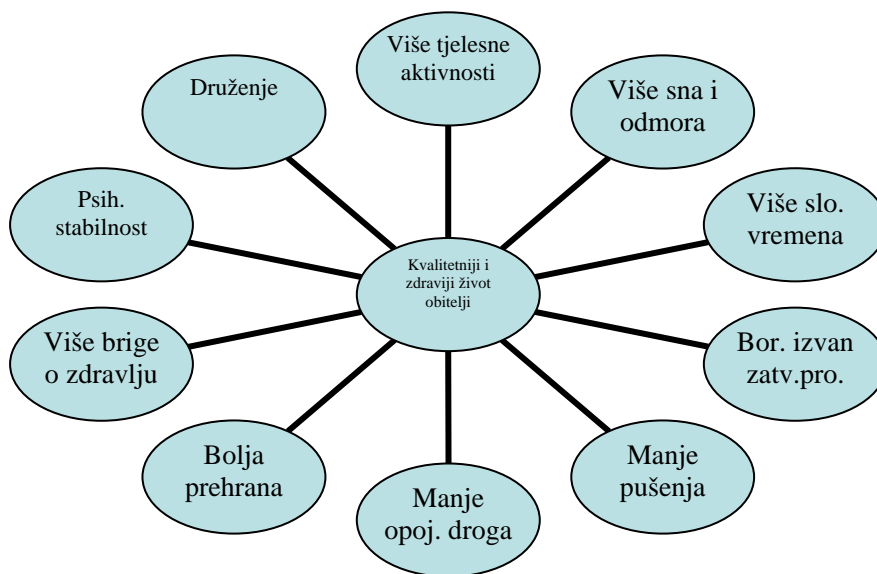 Više tjelesne
aktivnosti
Druženje
Više sna i
odmora
Psih.
stabilnost
Više slo.
vremena
Kvalitetniji i
zdraviji život
obitelji
Više brige
o zdravlju
Bor. izvan
zatv.pro.
Bolja
prehrana
Manje
pušenja
Manje
opoj. droga